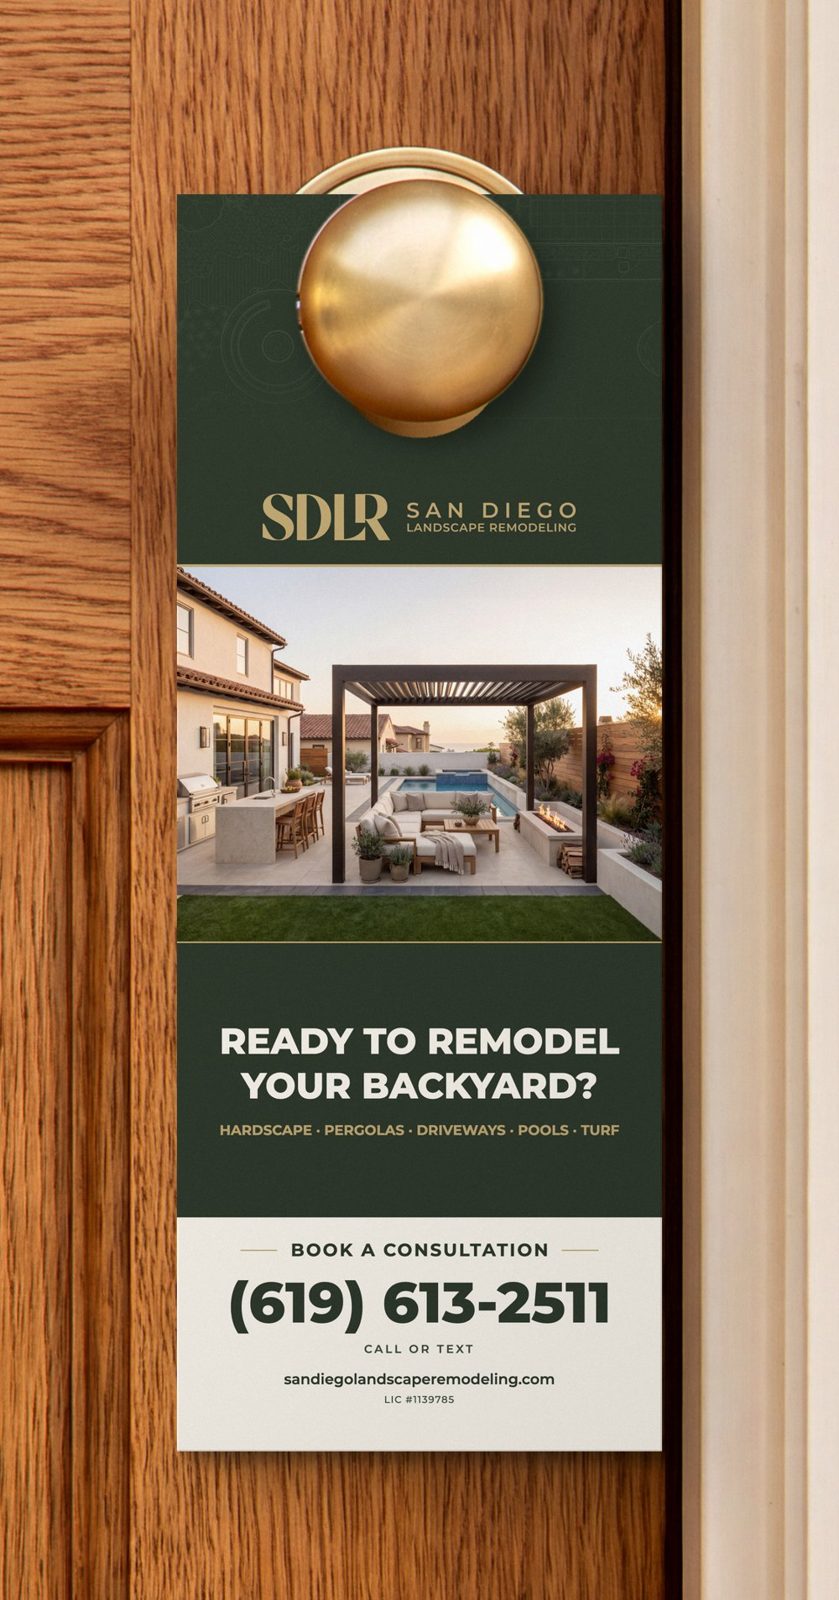 SDLR SAN DIEGO
LANDSCAPE REMODELING
READY TO REMODEL
YOUR BACKYARD?
HARDSCAPE · PERGOLAS · DRIVEWAYS · POOLS · TURF
BOOK A CONSULTATION
(619) 613-2511
CALL OR TEXT
sandiegolandscaperemodeling.com
LIC #1139785